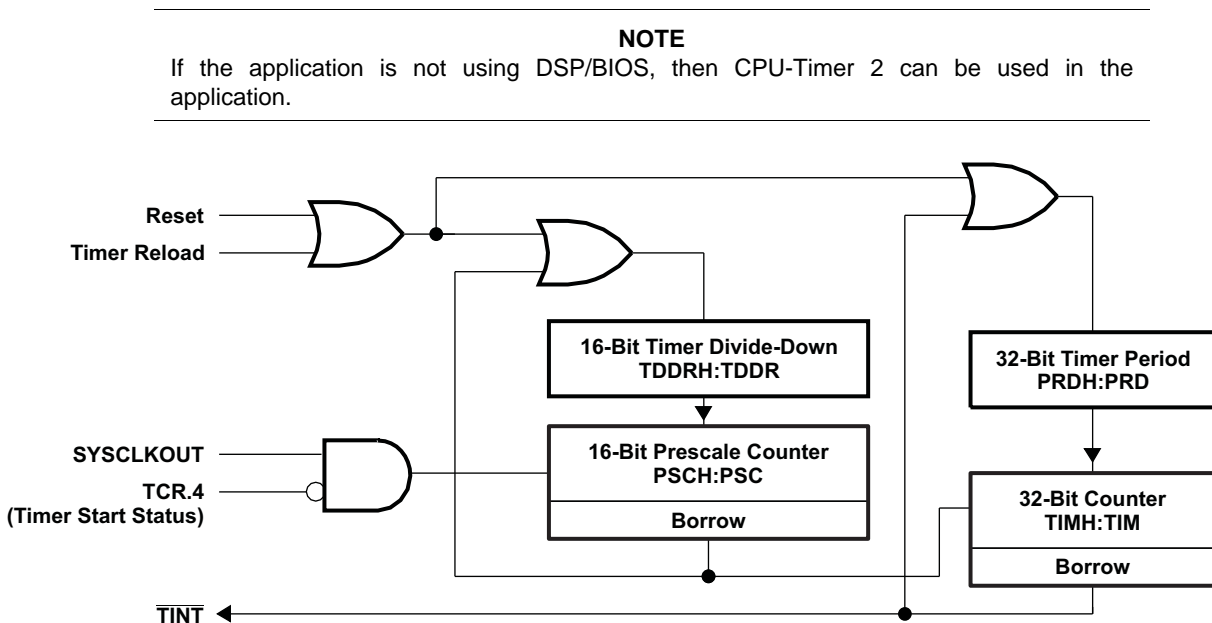 NOTE
If the application is not using DSP/BIOS, then CPU-Timer 2 can be used in the
application.
Reset
Timer Reload
16-Bit Timer Divide-Down
TDDRH:TDDR
32-Bit Timer Period
PRDH:PRD
SYSCLKOUT
TCR.4
(Timer Start Status)
16-Bit Prescale Counter
PSCH:PSC
Borrow
32-Bit Counter
TIMH:TIM
Borrow
TINT